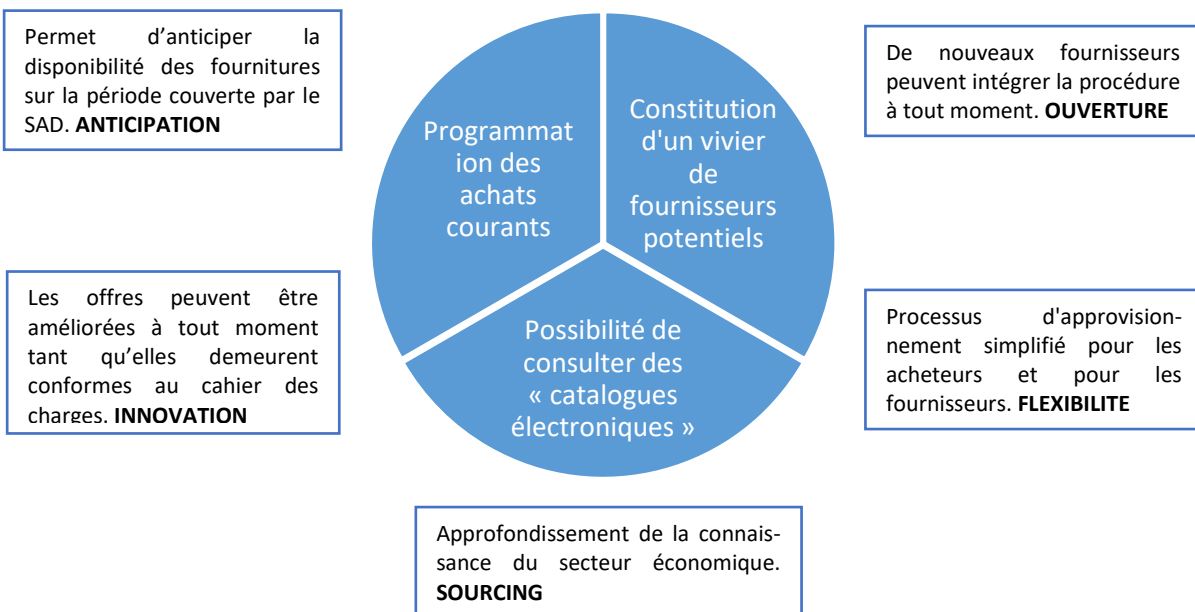 Permet d’anticiper la
disponibilité des fournitures
sur la période couverte par le
SAD. ANTICIPATION
Les offres peuvent être
améliorées à tout moment
tant qu’elles demeurent
conformes au cahier des
charges. INNOVATION
Programmat
ion des
achats
courants
Constitution
d'un vivier
de
fournisseurs
potentiels
Possibilité de
consulter des
« catalogues
électroniques »
De nouveaux fournisseurs
peuvent intégrer la procédure
à tout moment. OUVERTURE
Processus d'approvision-
nement simplifié pour les
acheteurs et pour les
fournisseurs. FLEXIBILITE
Approfondissement de la connais-
sance du secteur économique.
SOURCING